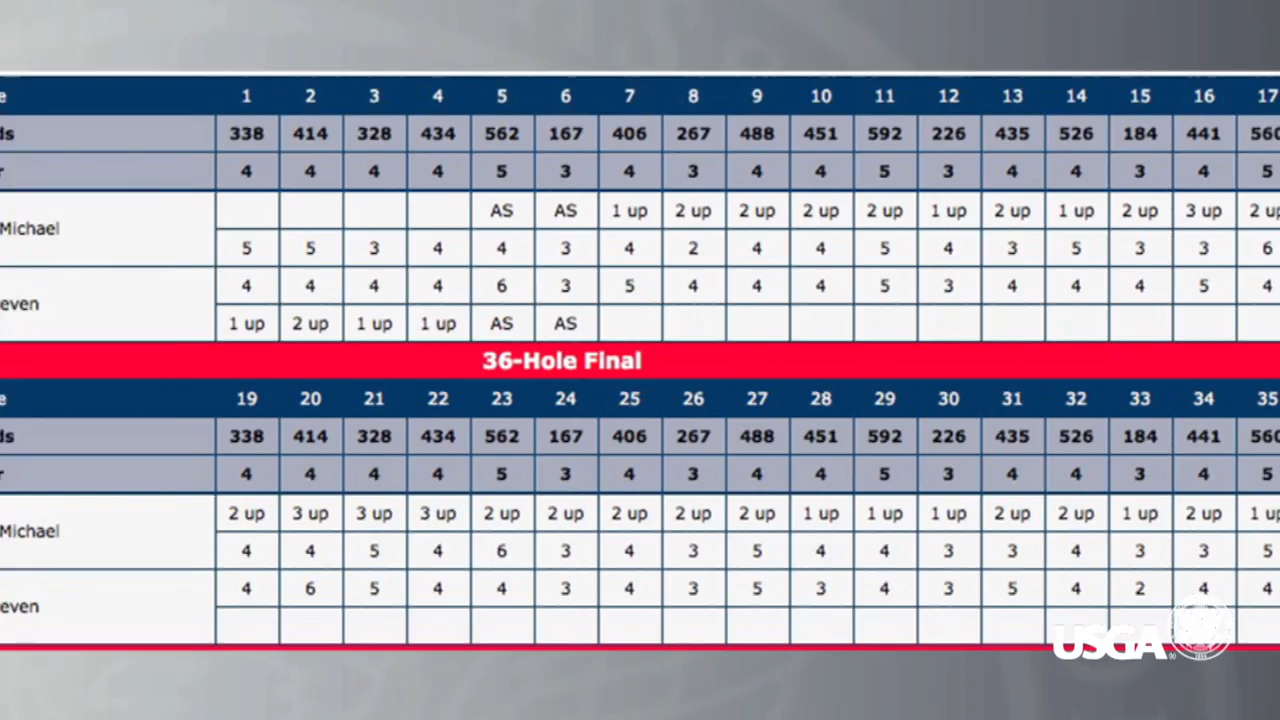 e 1 2 3 4 5 6 7 8 9 10 11 12 13 14 15 16 17
ds 338 414 328 434 562 167 406 267 488 451 592 226 435 526 184 441 560
r 4 4 4 4 5 3 4 3 4 4 5 3 4 4 3 4 5
Michael
AS AS 1 up 2 up 2 up 2 up 2 up 1 up 2 up 1 up 2 up 3 up 2 up
5 5 3 4 4 3 4 2 4 4 5 4 3 5 3 3 6
even
4 4 4 4 6 3 5 4 4 4 5 3 4 4 4 5 4
1 up 2 up 1 up 1 up AS AS
36-Hole Final
e 19 20 21 22 23 24 25 26 27 28 29 30 31 32 33 34 35
ds 338 414 328 434 562 167 406 267 488 451 592 226 435 526 184 441 560
r 4 4 4 4 5 3 4 3 4 4 5 3 4 4 3 4 5
Michael
2 up 3 up 3 up 3 up 2 up 2 up 2 up 2 up 2 up 1 up 1 up 1 up 2 up 2 up 1 up 2 up 1 up
4 4 5 4 6 3 4 3 5 4 4 3 3 4 3 3 5
even
4 6 5 4 4 3 4 3 5 3 4 3 5 4 2 4 4
USGA